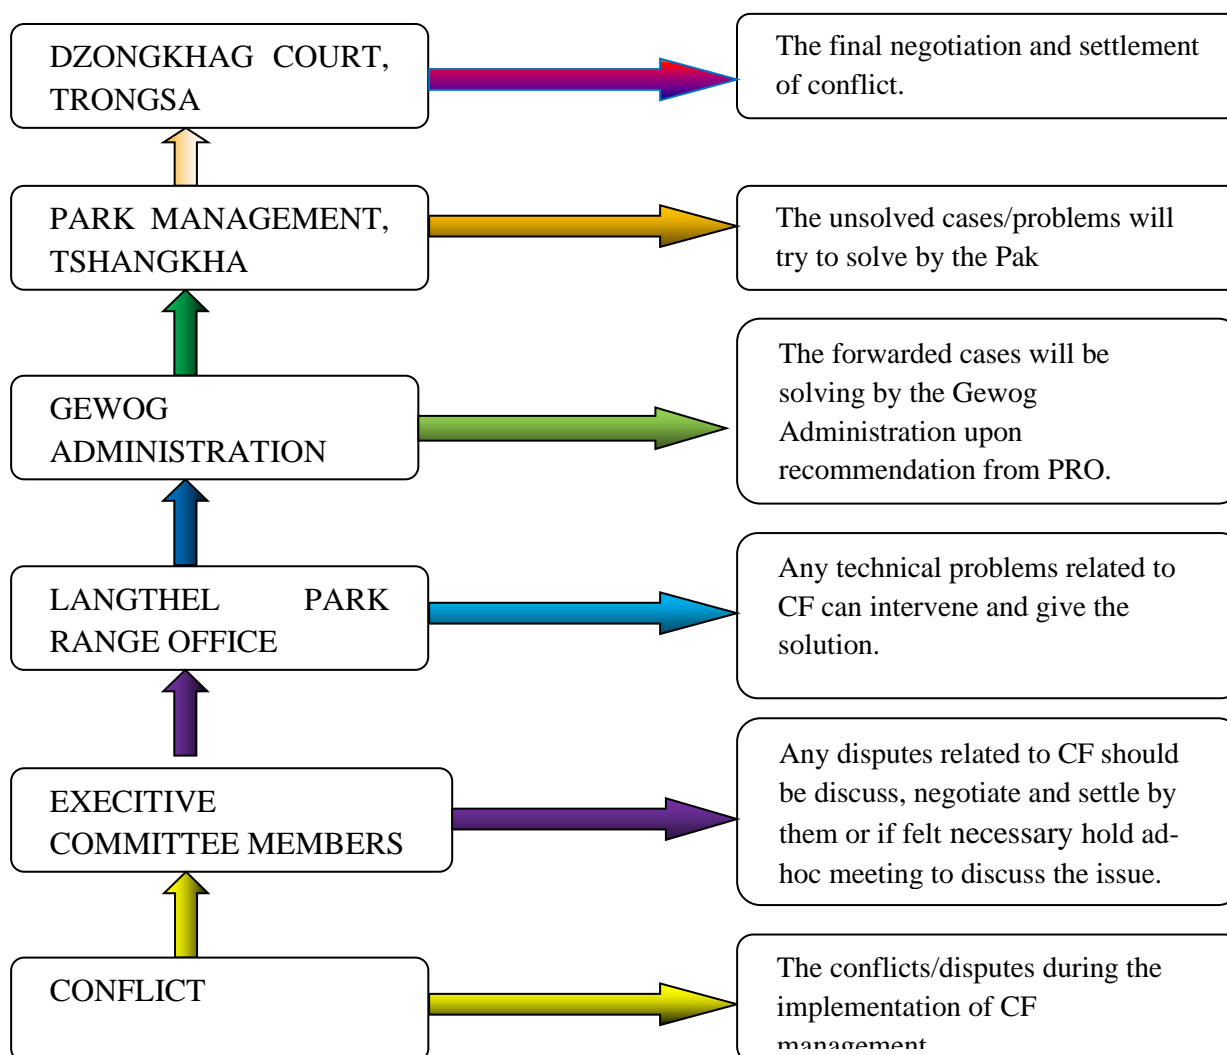 DZONGKHAG COURT,
TRONGSA
The final negotiation and settlement
of conflict.
PARK MANAGEMENT,
TSHANGKHA
The unsolved cases/problems will
try to solve by the Pak
GEWOG
ADMINISTRATION
The forwarded cases will be
solving by the Gewog
Administration upon
recommendation from PRO.
LANGTHEL PARK
RANGE OFFICE
Any technical problems related to
CF can intervene and give the
solution.
EXECITIVE
COMMITTEE MEMBERS
Any disputes related to CF should
be discuss, negotiate and settle by
them or if felt necessary hold ad-
hoc meeting to discuss the issue.
CONFLICT
The conflicts/disputes during the
implementation of CF
management